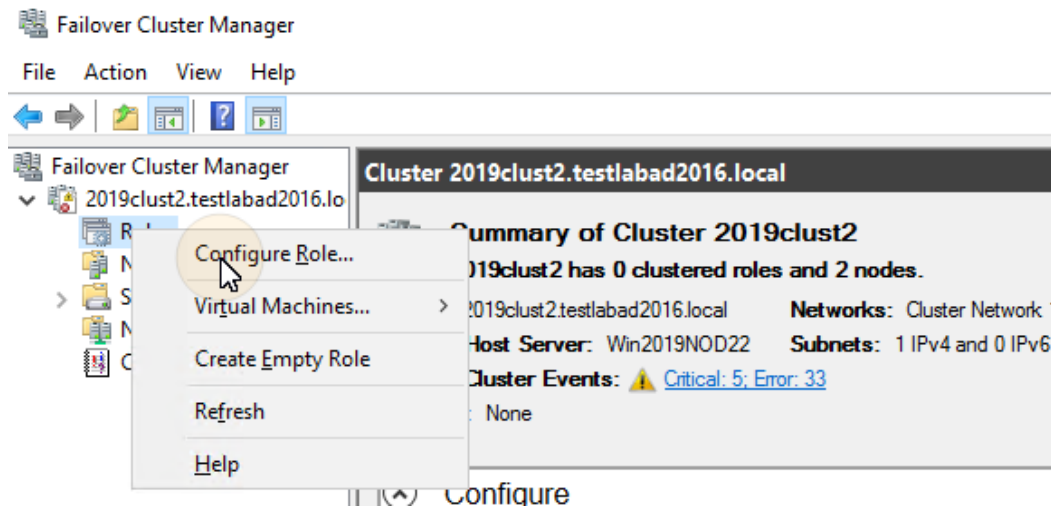 Failover Cluster Manager
File Action View Help
Failover Cluster Manager
2019clust2.testlabad2016.lo
Configure Role...
Virtual Machines...
Create Empty Role
Refresh
Help
Cluster 2019clust2.testlabad2016.local
Summary of Cluster 2019clust2
2019clust2 has 0 clustered roles and 2 nodes.
2019clust2.testlabad2016.local Networks: Cluster Network
Host Server: Win2019NOD22 Subnets: 1 IPv4 and 0 IPv6
Cluster Events: Critical: 5; Error: 33
: None
Configure